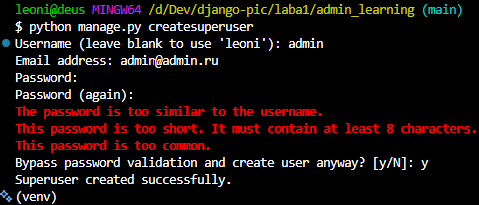 leoni@deus MINGW64 /d/Dev/django-pic/laba1/admin_learning (main)
$ python manage.py createsuperuser
Username (leave blank to use 'leoni'): admin
Email address: admin@admin.ru
Password:
Password (again):
The password is too similar to the username.
This password is too short. It must contain at least 8 characters.
This password is too common.
Bypass password validation and create user anyway? [y/N]: y
Superuser created successfully.
(venv)